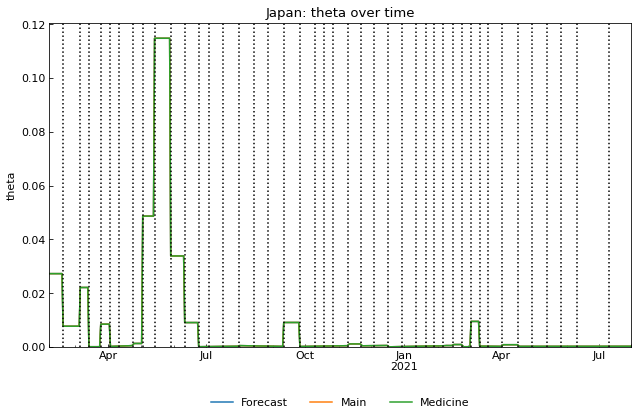 Japan: theta over time
0.12
0.10
0.08
0.06
0.04
0.02
0.00
theta
Apr Jul Oct Jan Apr Jul
2021
Forecast Main Medicine